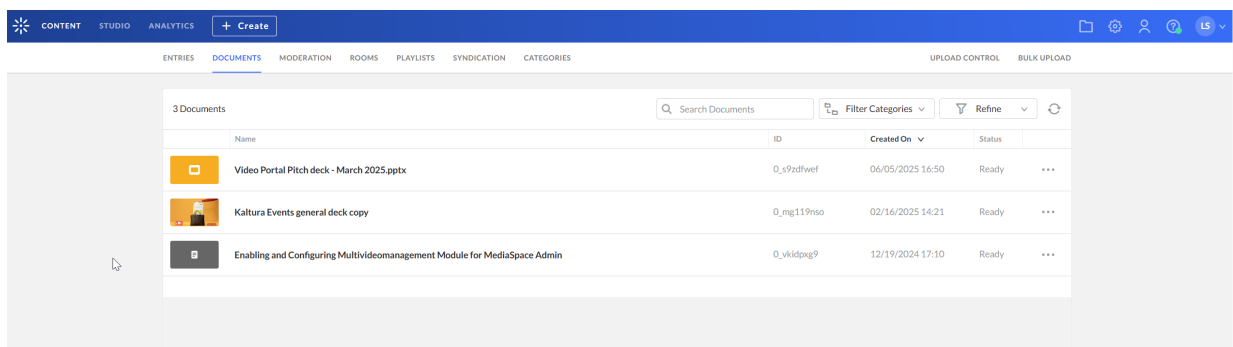 CONTENT STUDIO ANALYTICS + Create LS
ENTRIES DOCUMENTS MODERATION ROOMS PLAYLISTS SYNDICATION CATEGORIES UPLOAD CONTROL BULK UPLOAD
3 Documents Search Documents Filter Categories Refine
Name ID Created On Status
Video Portal Pitch deck - March 2025.pptx 0_s9zdfwef 06/05/2025 16:50 Ready
Kaltura Events general deck copy 0_mg119nso 02/16/2025 14:21 Ready
Enabling and Configuring Multivideomanagement Module for MediaSpace Admin 0_vkidpxg9 12/19/2024 17:10 Ready